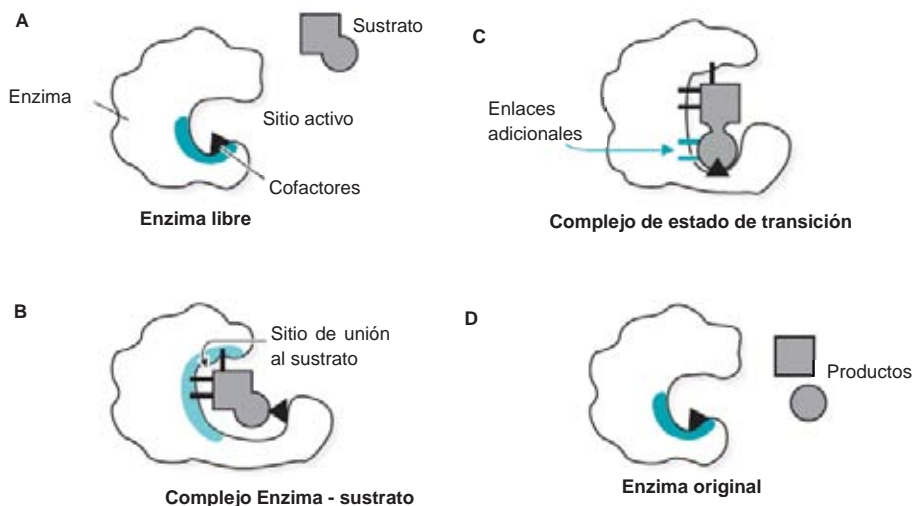 A
Sustrato
Enzima
Sitio activo
Cofactores
Enzima libre
C
Enlaces
adicionales
Complejo de estado de transición
B
Sitio de unión
al sustrato
Complejo Enzima - sustrato
D
Productos
Enzima original